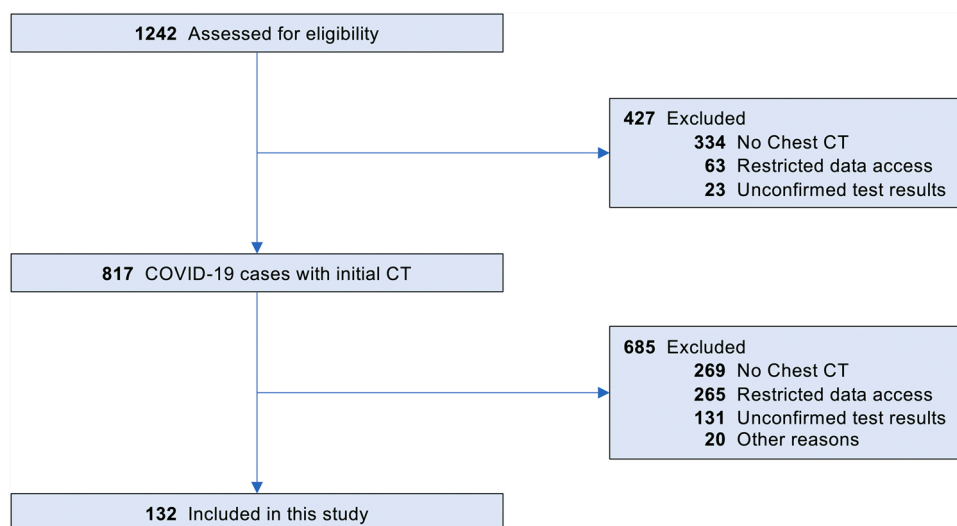 1242 Assessed for eligibility
427 Excluded
334 No Chest CT
63 Restricted data access
23 Unconfirmed test results
817 COVID-19 cases with initial CT
685 Excluded
269 No Chest CT
265 Restricted data access
131 Unconfirmed test results
20 Other reasons
132 Included in this study